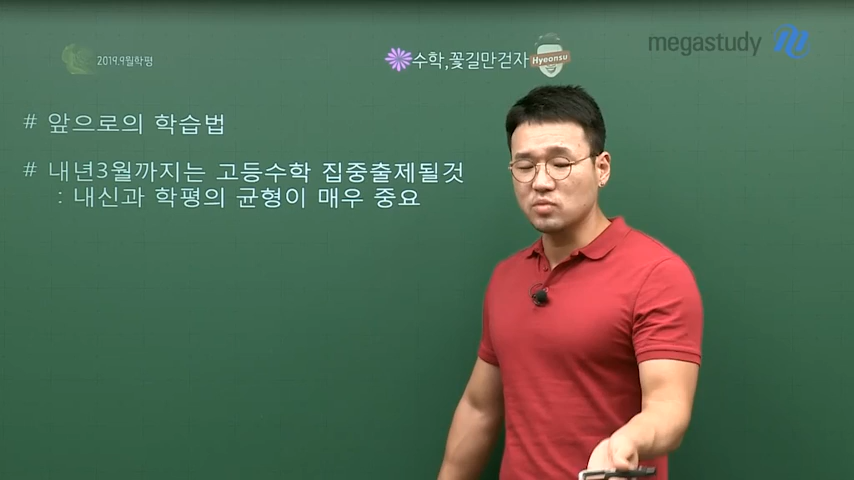 2019.9월학평
수학,꽃길만걷자
Hyeonsu
megastudy
# 앞으로의 학습법
# 내년3월까지는 고등수학 집중출제될것
: 내신과 학평의 균형이 매우 중요